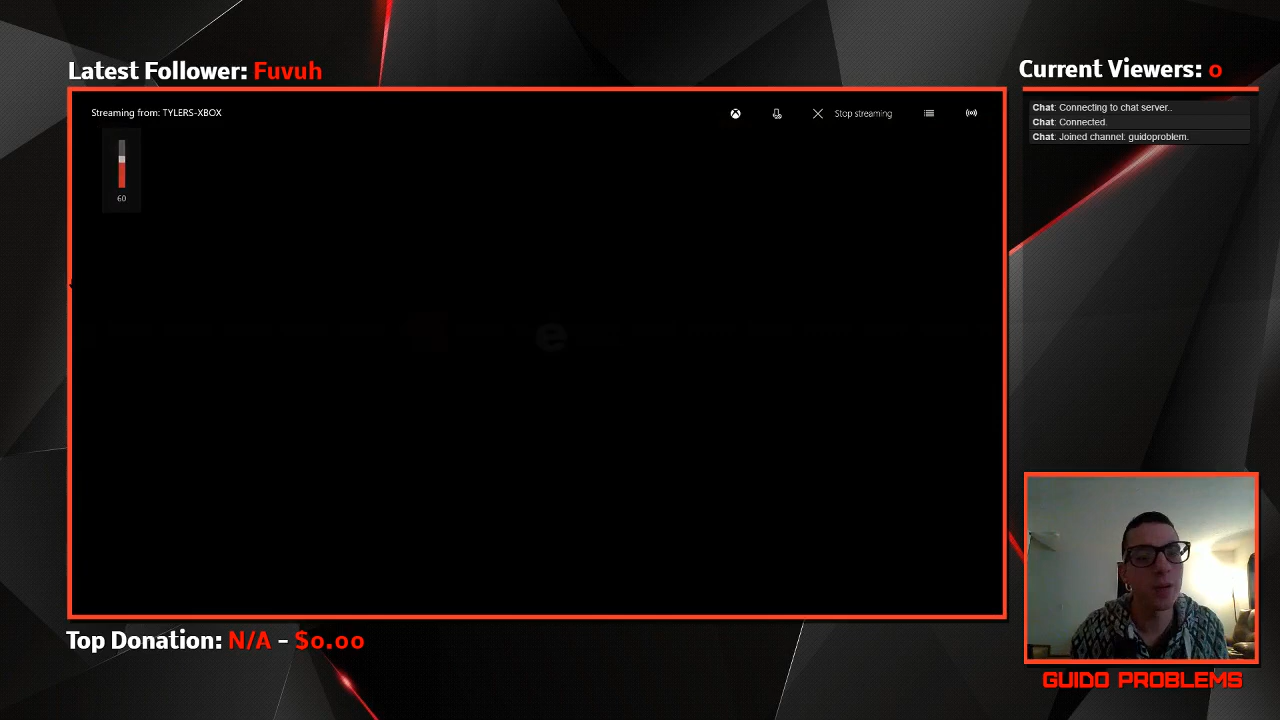 Latest Follower: Fuvuh
Current Viewers: 0
Streaming from: TYLERS-XBOX
Stop streaming
60
Chat: Connecting to chat server..
Chat: Connected.
Chat: Joined channel: guidoproblem.
e
Top Donation: N/A - $0.00
GUIDO PROBLEMS